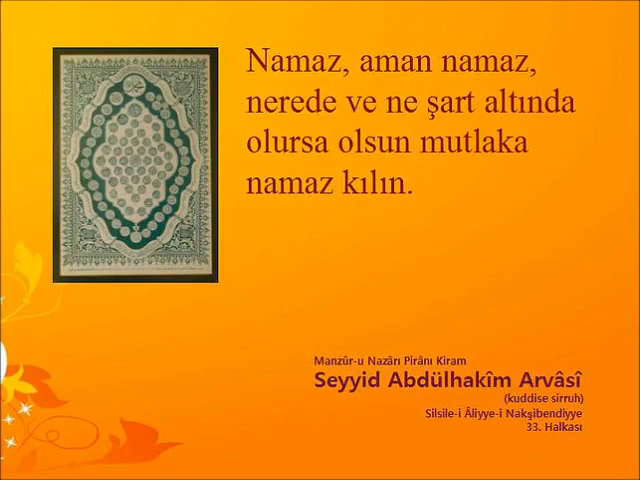 Namaz, aman namaz,
nerede ve ne şart altında
olursa olsun mutlaka
namaz kılın.
Manzûr-u Nazârı Pirânı Kiram
Seyyid Abdülhakîm Arvâsî
(kuddise sirruh)
Silsile-i Âliyye-i Nakşibendiyye
33. Halkası